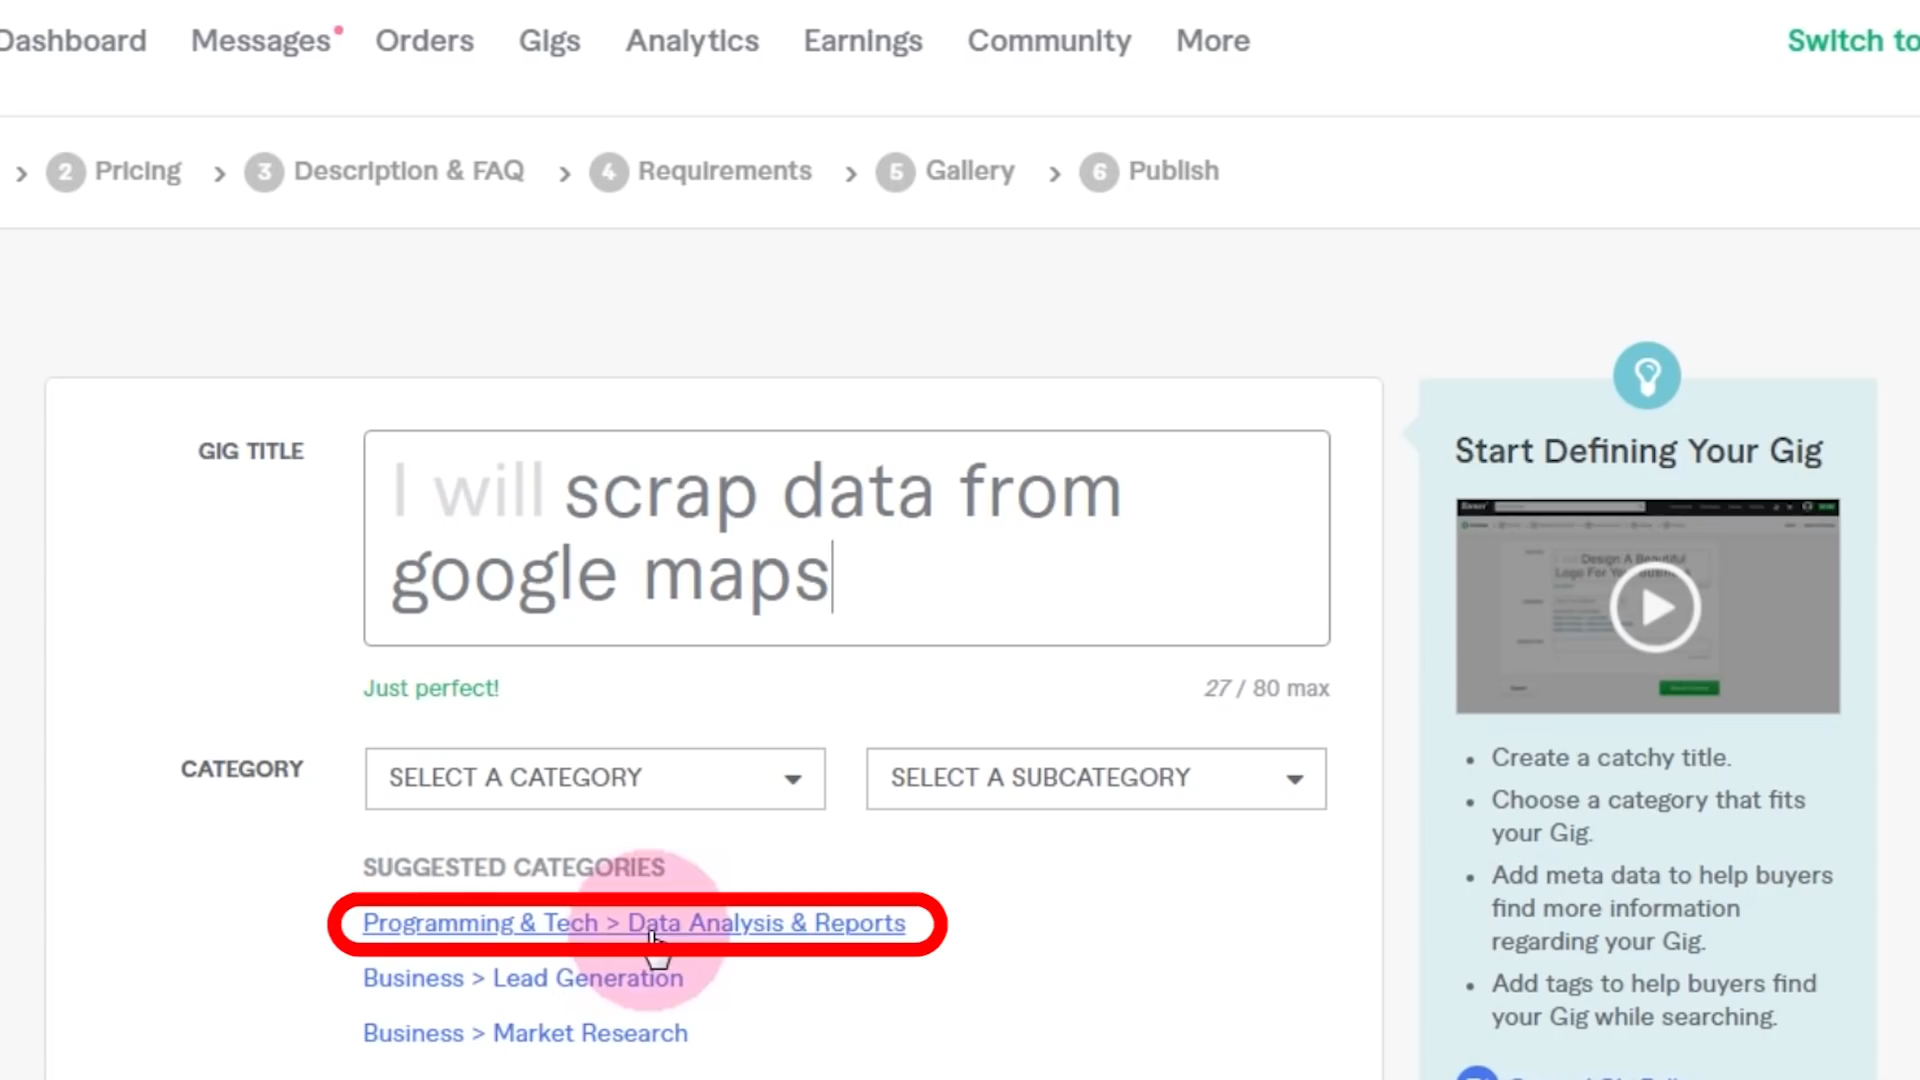 Dashboard Messages Orders Gigs Analytics Earnings Community More Switch to
2 Pricing 3 Description & FAQ 4 Requirements 5 Gallery 6 Publish
GIG TITLE
I will scrap data from
google maps
Just perfect!
27 / 80 max
CATEGORY
SELECT A CATEGORY
SELECT A SUBCATEGORY
SUGGESTED CATEGORIES
Programming & Tech > Data Analysis & Reports
Business > Lead Generation
Business > Market Research
Start Defining Your Gig
Design A Beautiful
• Create a catchy title.
• Choose a category that fits
your Gig.
• Add meta data to help buyers
find more information
regarding your Gig.
• Add tags to help buyers find
your Gig while searching.